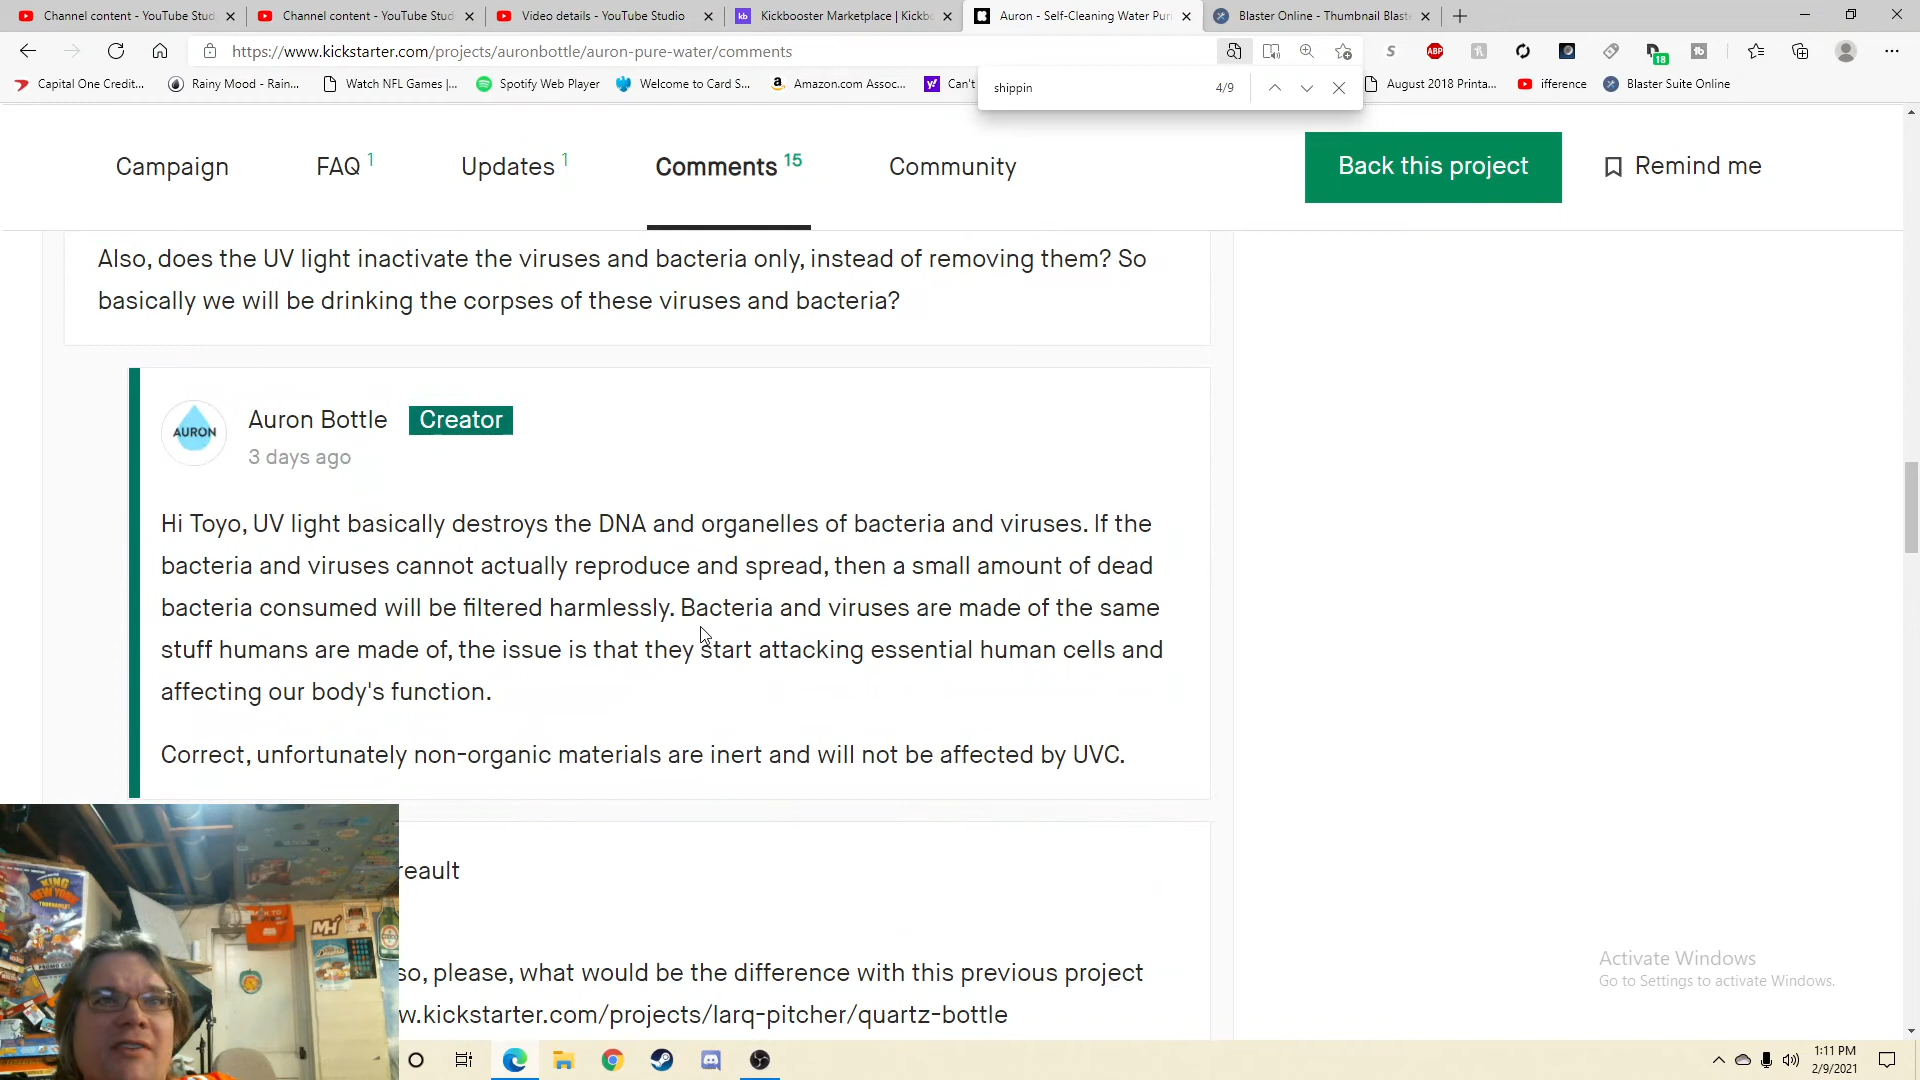 Channel content - YouTube Stud
Channel content - YouTube Stud
Video details - YouTube Studio
kb Kickbooster Marketplace | Kickbo
Auron - Self-Cleaning Water Puri
Blaster Online - Thumbnail Blaste
https://www.kickstarter.com/projects/auronbottle/auron-pure-water/comments
S
ABP
18
tb
Capital One Credit...
Rainy Mood - Rain...
Watch NFL Games |...
Spotify Web Player
Welcome to Card S...
Amazon.com Assoc...
Can't
August 2018 Printa...
ifference
Blaster Suite Online
shippin
4/9
Campaign
FAQ 1
Updates 1
Comments 15
Community
Back this project
Remind me
Also, does the UV light inactivate the viruses and bacteria only, instead of removing them? So
basically we will be drinking the corpses of these viruses and bacteria?
AURON
Auron Bottle Creator
3 days ago
Hi Toyo, UV light basically destroys the DNA and organelles of bacteria and viruses. If the
bacteria and viruses cannot actually reproduce and spread, then a small amount of dead
bacteria consumed will be filtered harmlessly. Bacteria and viruses are made of the same
stuff humans are made of, the issue is that they start attacking essential human cells and
affecting our body's function.
Correct, unfortunately non-organic materials are inert and will not be affected by UVC.
reault
so, please, what would be the difference with this previous project
w.kickstarter.com/projects/larq-pitcher/quartz-bottle
KING
NEW YORK
MH
Activate Windows
Go to Settings to activate Windows.
1:11 PM
2/9/2021